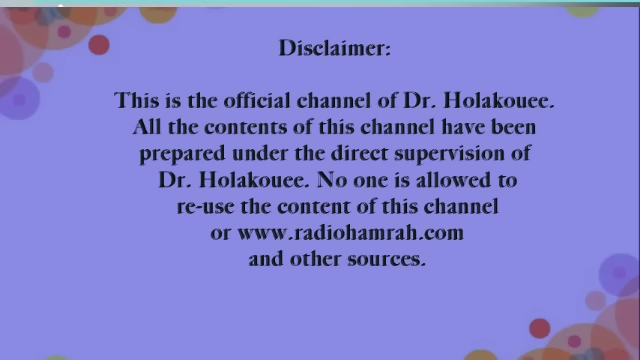 Disclaimer:
This is the official channel of Dr. Holakouee.
All the contents of this channel have been
prepared under the direct supervision of
Dr. Holakouee. No one is allowed to
re-use the content of this channel
or www.radiohamrah.com
and other sources.